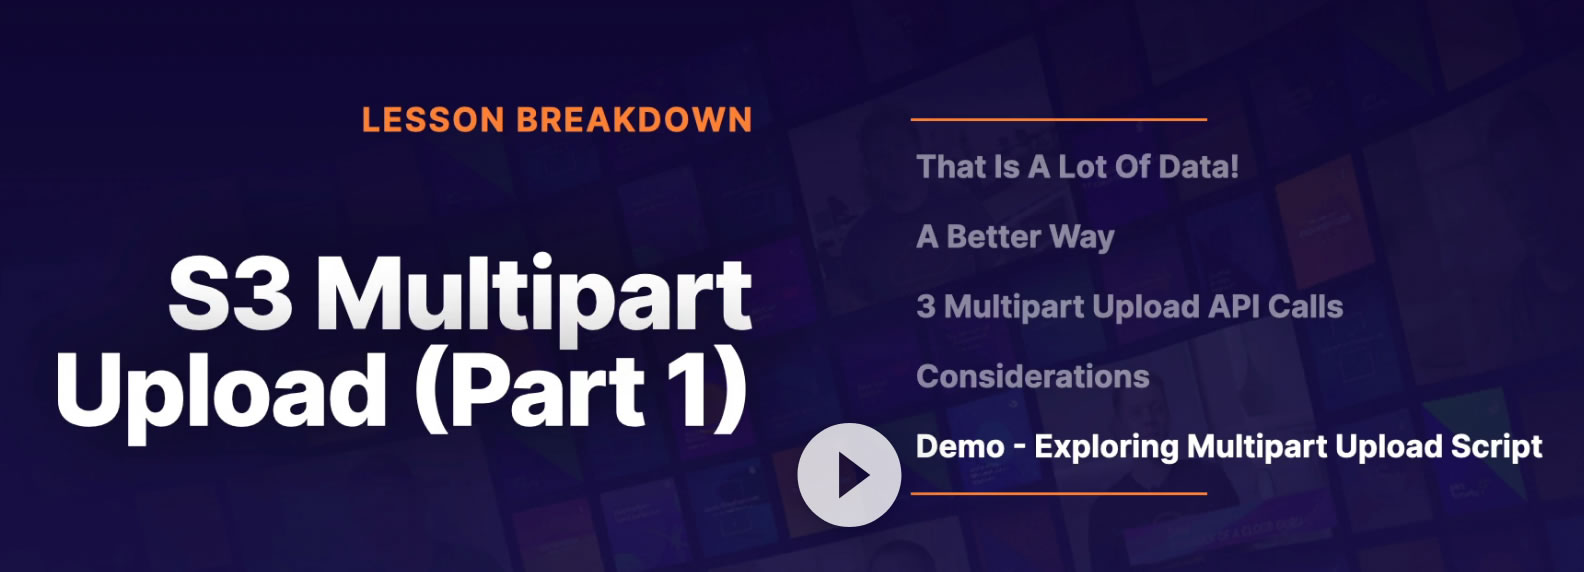 LESSON BREAKDOWN
S3 Multipart
Upload (Part 1)
That Is A Lot Of Data!
A Better Way
3 Multipart Upload API Calls
Considerations
Demo - Exploring Multipart Upload Script